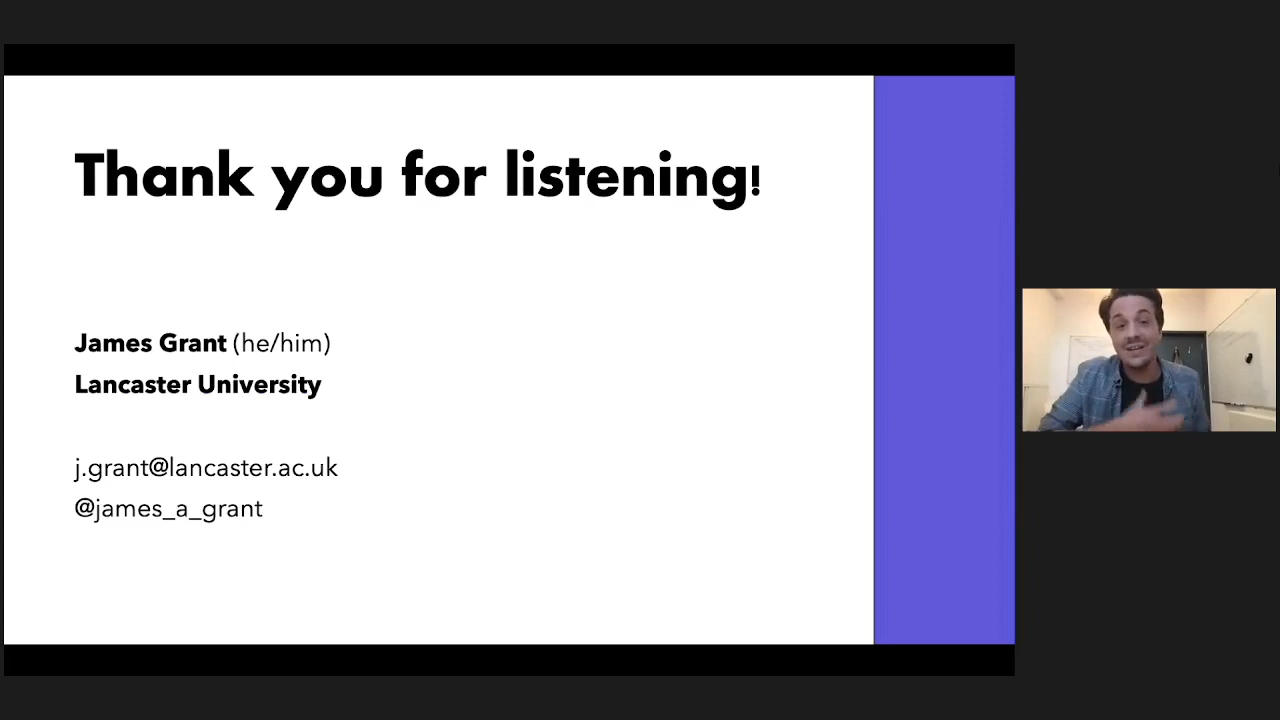 Thank you for listening!
James Grant (he/him)
Lancaster University
j.grant@lancaster.ac.uk
@james_a_grant